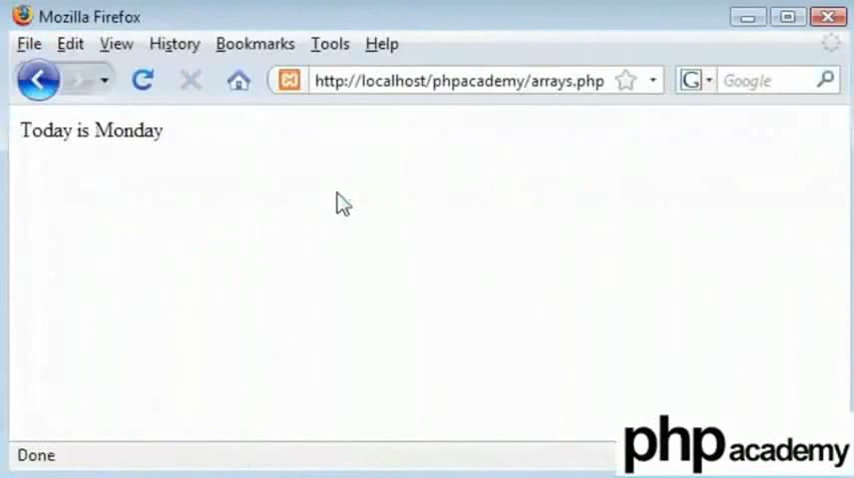 Mozilla Firefox
File Edit View History Bookmarks Tools Help
http://localhost/phpacademy/arrays.php G Google
Today is Monday
Done
php academy